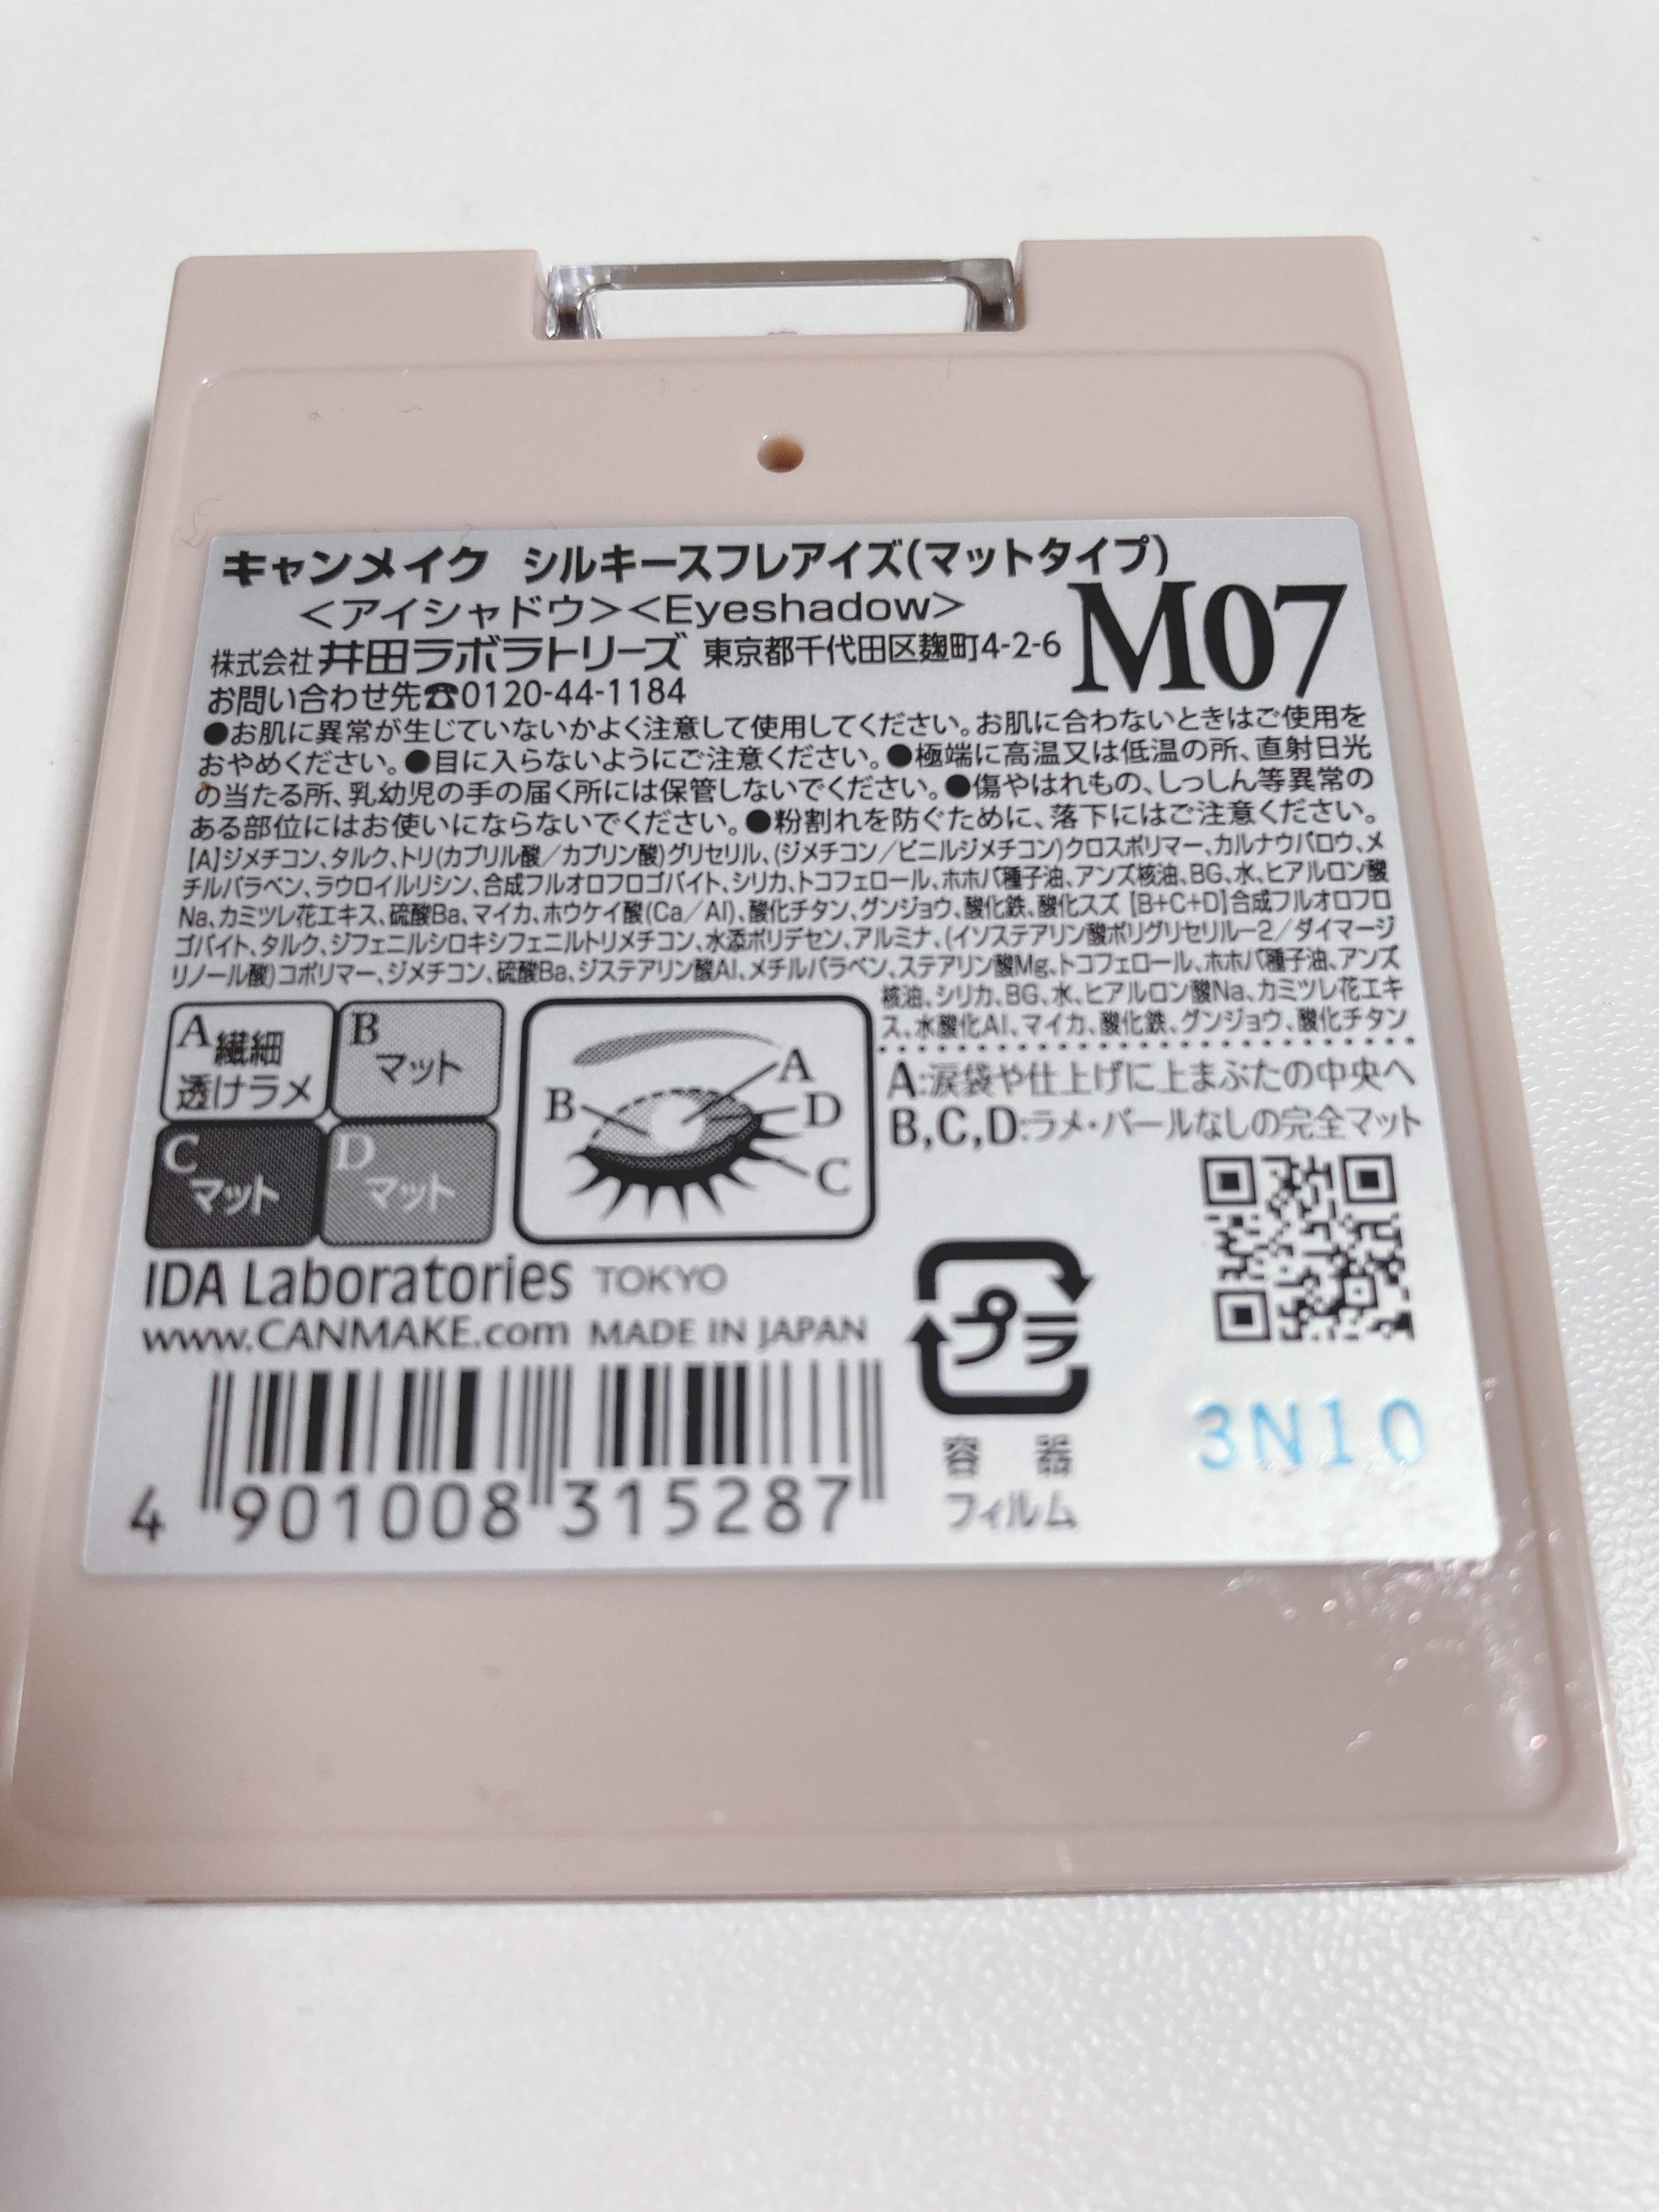 キャンメイク シルキースフレアイズ(マットタイプ)
<アイシャドウ><Eyeshadow>
M07
株式会社 井田ラボラトリーズ 東京都千代田区麹町4-2-6
お問い合わせ先☎0120-44-1184
●お肌に異常が生じていないかよく注意して使用してください。お肌に合わないときはご使用を
おやめください。●目に入らないようにご注意ください。●極端に高温又は低温の所、直射日光
の当たる所、乳幼児の手の届く所には保管しないでください。●傷やはれもの、しっしん等異常の
ある部位にはお使いにならないでください。●粉割れを防ぐために、落下にはご注意ください。
【A】ジメチコン、タルク、トリ(カプリル酸/カプリン酸)グリセリル、(ジメチコン/ビニルジメチコン)クロスポリマー、カルナウバロウ、メ
チルパラベン、ラウロイルリシン、合成フルオロフロゴパイト、シリカ、トコフェロール、ホホバ種子油、アンズ核油、BG、水、ヒアルロン酸
Na、カミツレ花エキス、硫酸Ba、マイカ、ホウケイ酸(Ca/Al)、酸化チタン、グンジョウ、酸化鉄、酸化スズ【B+C+D】合成フルオロフロ
ゴパイト、タルク、ジフェニルシロキシフェニルトリメチコン、水添ポリデセン、アルミナ、(イソステアリン酸ポリグリセリル-2/ダイマージ
リノール酸)コポリマー、ジメチコン、硫酸Ba、ジステアリン酸Al、メチルパラベン、ステアリン酸Mg、トコフェロール、ホホバ種子油、アンズ
核油、シリカ、BG、水、ヒアルロン酸Na、カミツレ花エキ
ス、水酸化Al、マイカ、酸化鉄、グンジョウ、酸化チタン
A 繊細
透けラメ
B
マット
C
マット
D
マット
A
B
D
C
A:涙袋や仕上げに上まぶたの中央へ
B,C,D:ラメ・パールなしの完全マット
IDA Laboratories TOKYO
www.CANMAKE.com MADE IN JAPAN
プラ
容器
フィルム
3N10
4 901008 315287